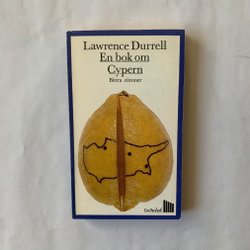 Lawrence Durrell
En bok om
Cypern
Bittra citroner